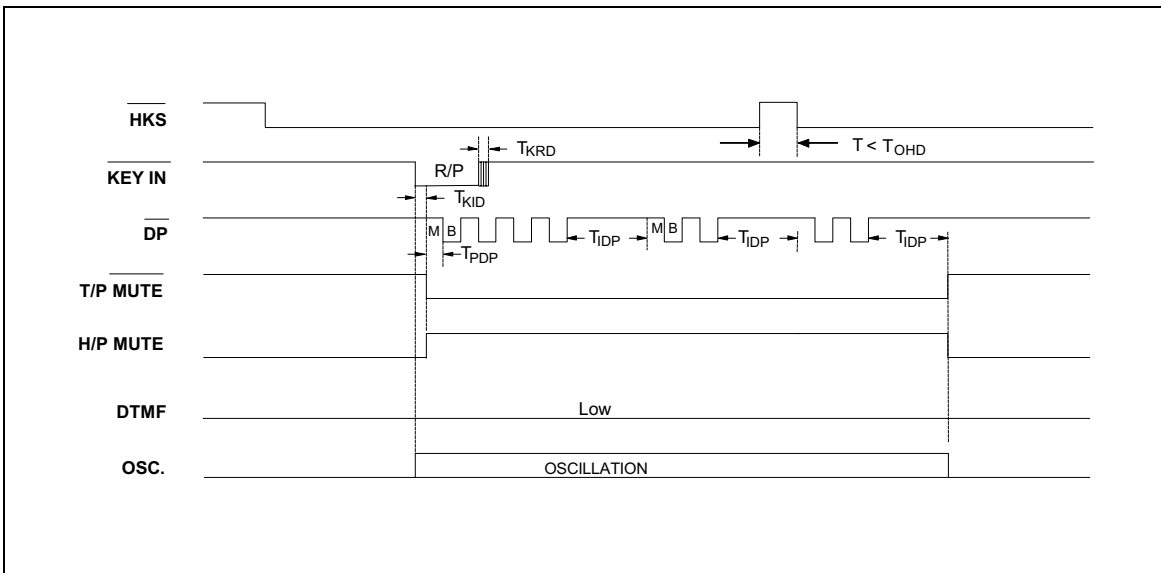 HKS
T < TOHD
TKRD
KEY IN
R/P
TKID
DP
M B
TIDP
M B
TIDP
TIDP
TPDP
T/P MUTE
H/P MUTE
DTMF
Low
OSC.
OSCILLATION